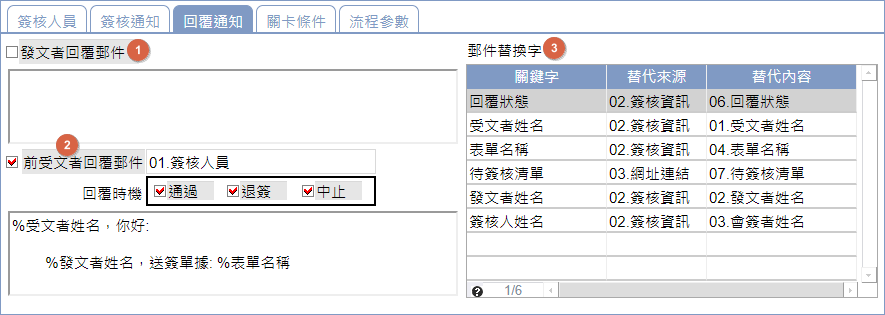 簽核人員 簽核通知 回覆通知 關卡條件 流程參數
發文者回覆郵件 1
2
前受文者回覆郵件 01.簽核人員
回覆時機 通過 退簽 中止
%受文者姓名，你好:
%發文者姓名，送簽單據: %表單名稱
郵件替換字 3
關鍵字 替代來源 替代內容
回覆狀態 02.簽核資訊 06.回覆狀態
受文者姓名 02.簽核資訊 01.受文者姓名
表單名稱 02.簽核資訊 04.表單名稱
待簽核清單 03.網址連結 07.待簽核清單
發文者姓名 02.簽核資訊 02.發文者姓名
簽核人姓名 02.簽核資訊 03.會簽者姓名
? 1/6